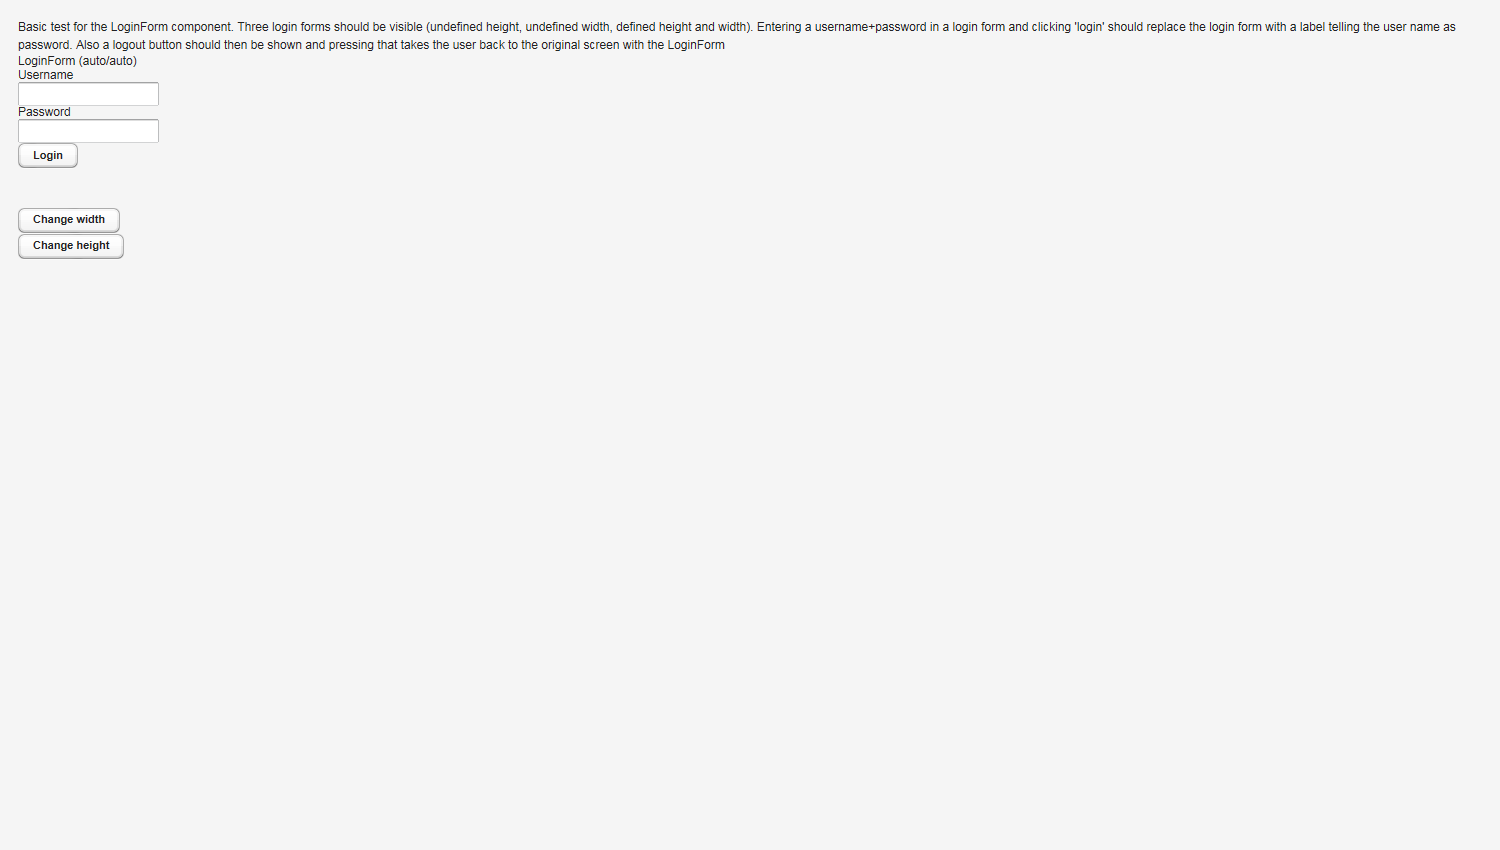 Basic test for the LoginForm component. Three login forms should be visible (undefined height, undefined width, defined height and width). Entering a username+password in a login form and clicking 'login' should replace the login form with a label telling the user name as
password. Also a logout button should then be shown and pressing that takes the user back to the original screen with the LoginForm
LoginForm (auto/auto)
Username
Password
Login
Change width
Change height